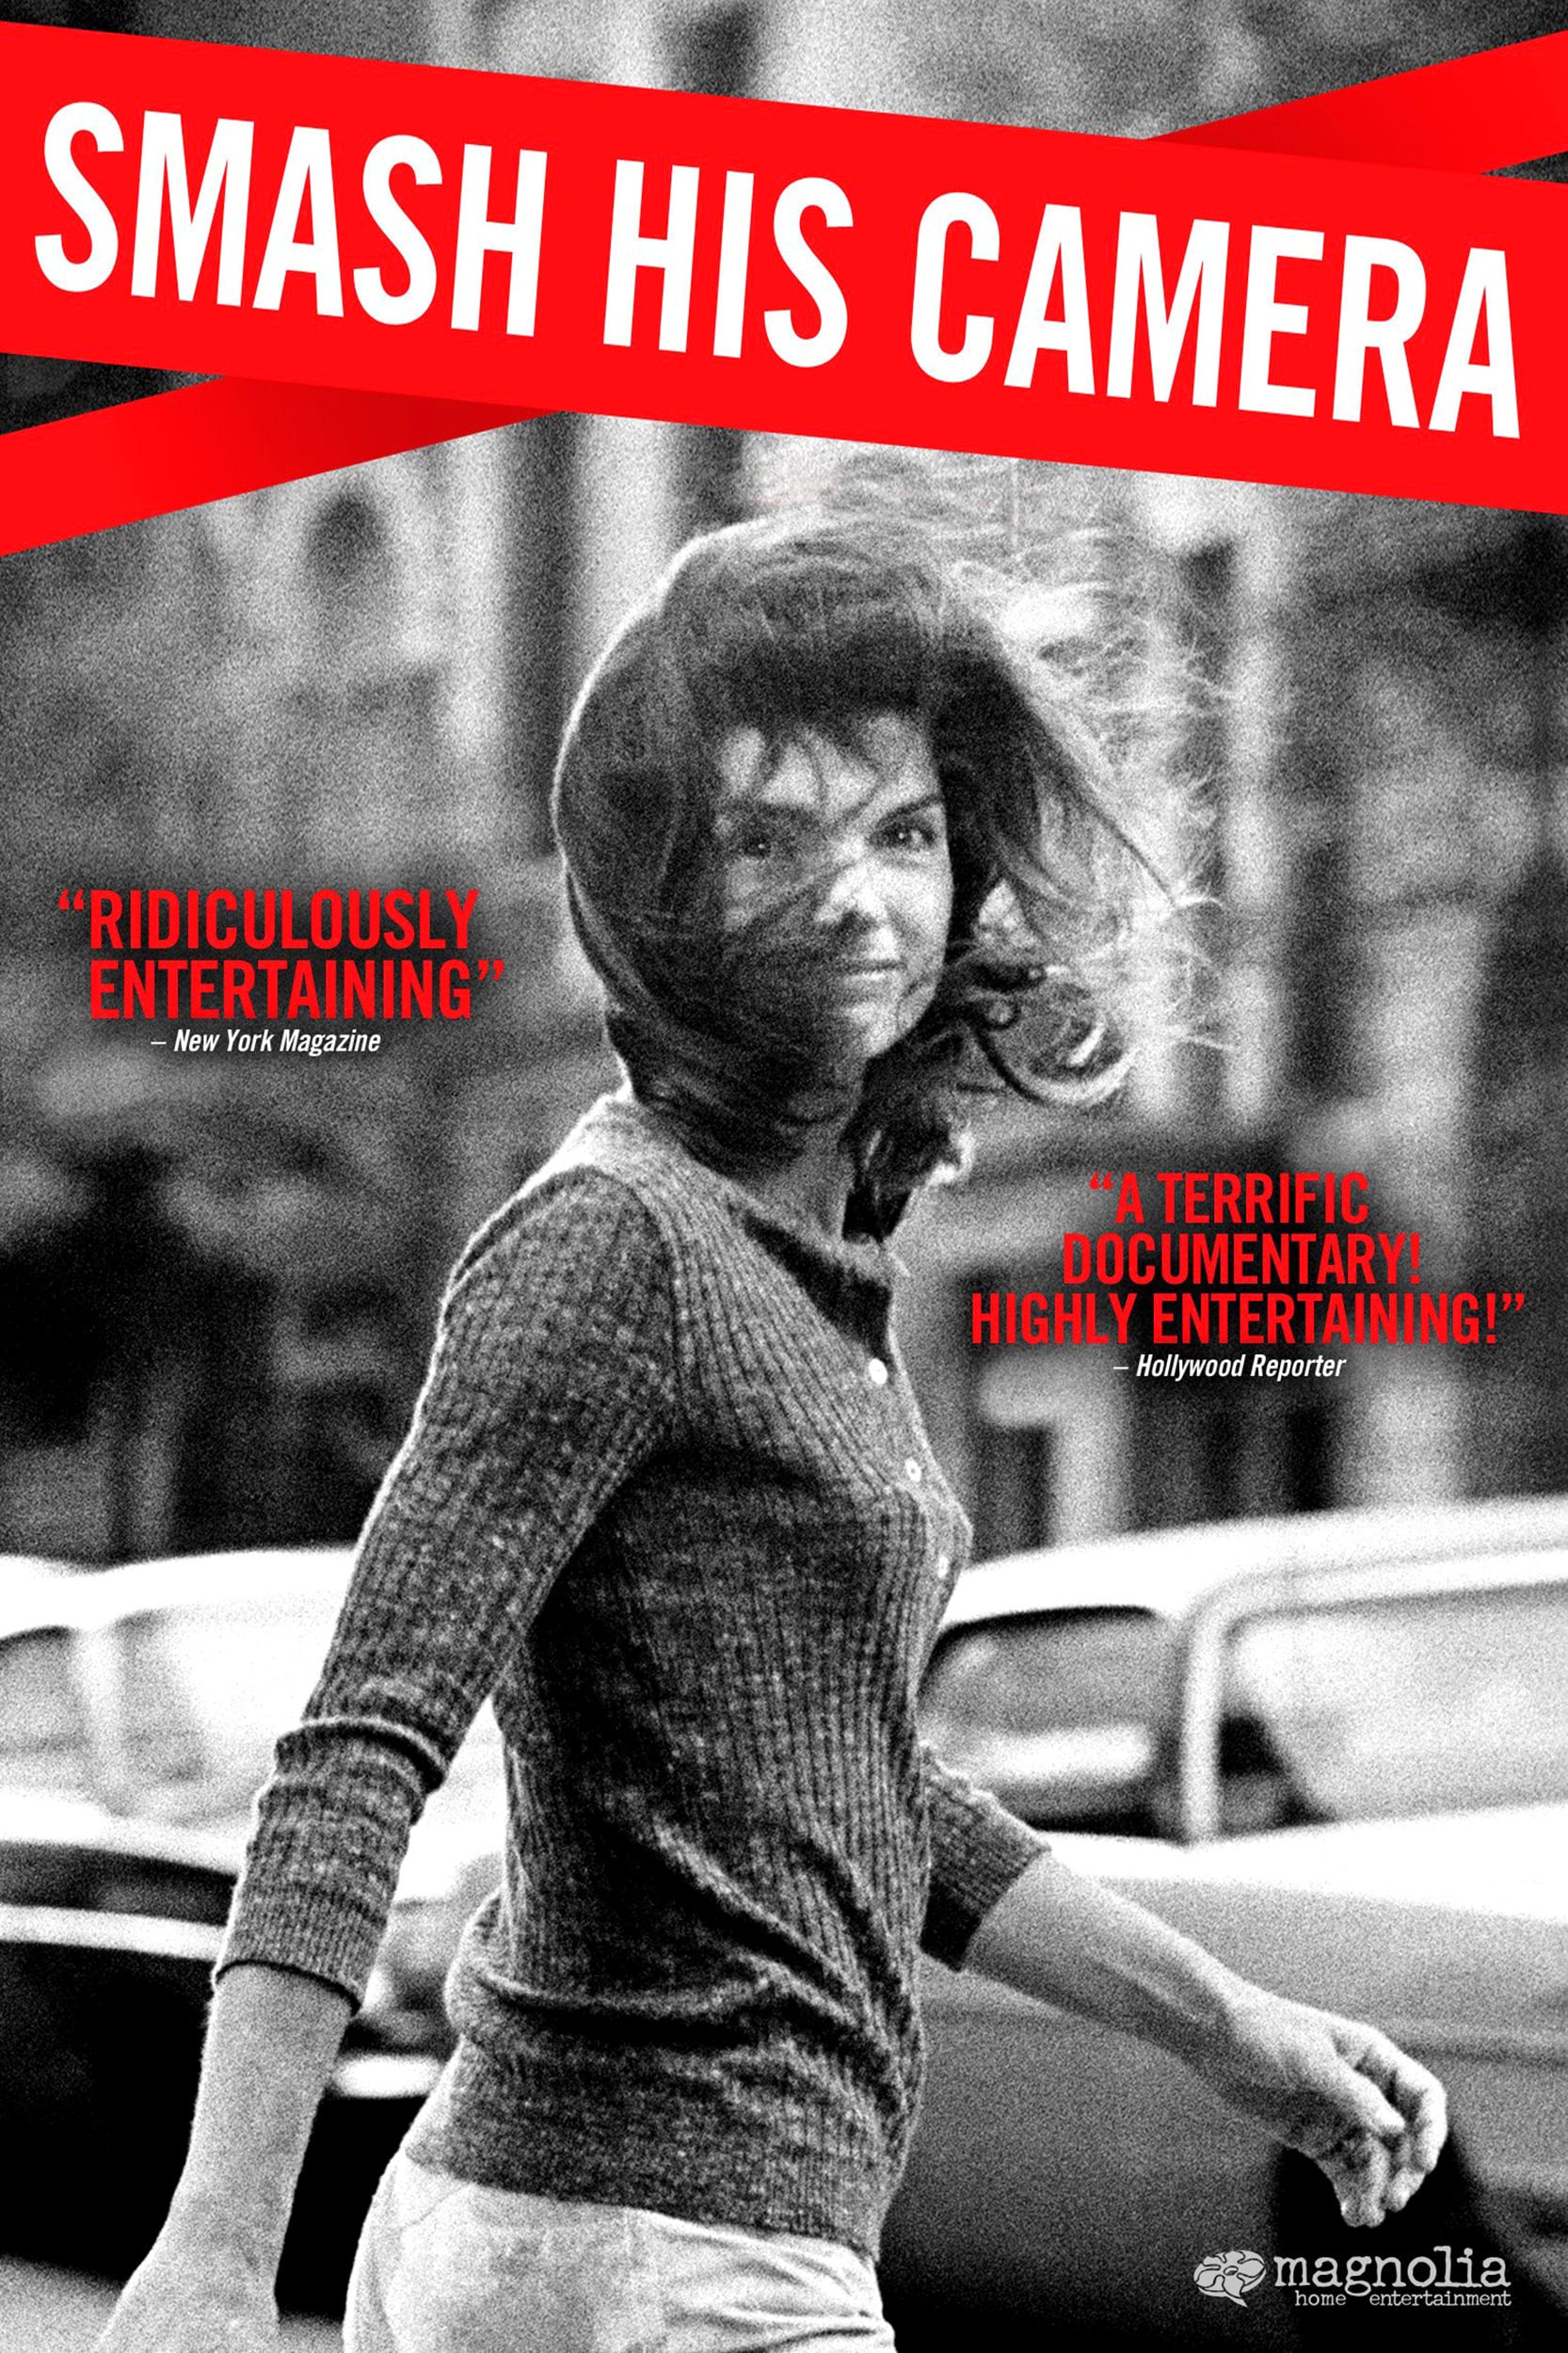 SMASH HIS CAMERA
“RIDICULOUSLY
ENTERTAINING”
– New York Magazine
“A TERRIFIC
DOCUMENTARY!
HIGHLY ENTERTAINING!”
– Hollywood Reporter
magnolia
home entertainment